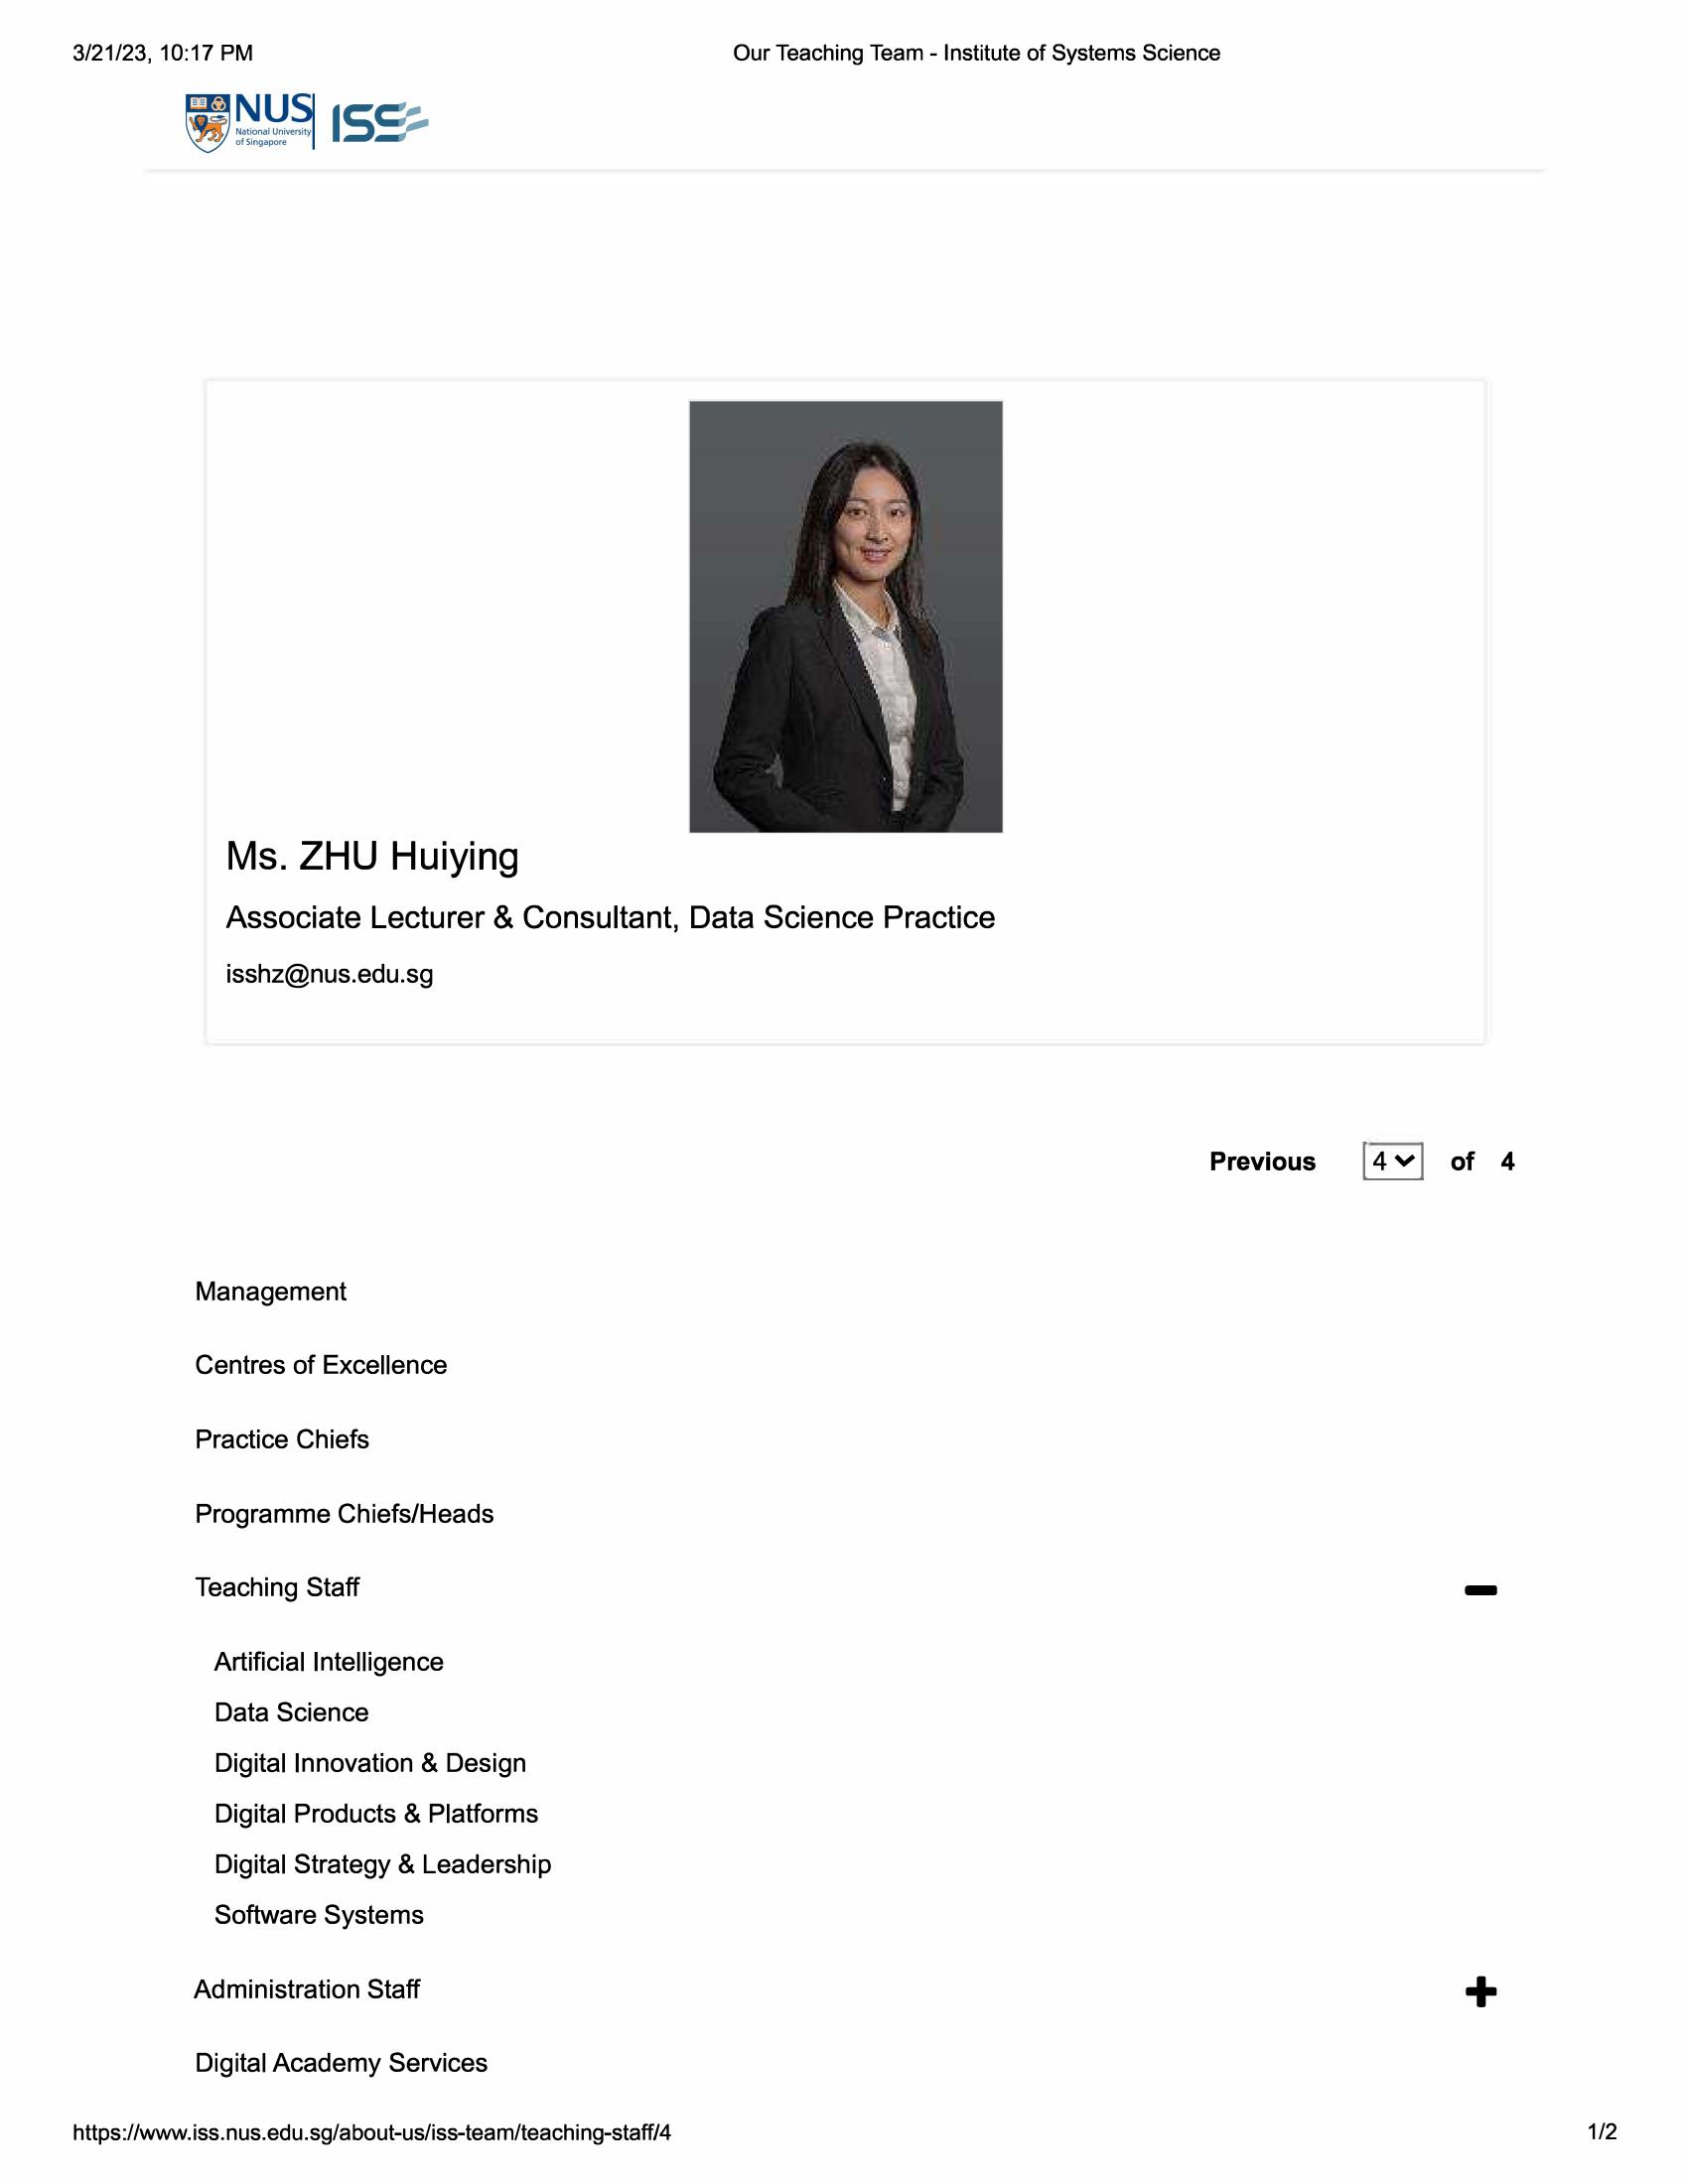 3/21/23, 10:17 PM
Our Teaching Team - Institute of Systems Science
NUS
National University
of Singapore
ISS
Ms. ZHU Huiying
Associate Lecturer & Consultant, Data Science Practice
isshz@nus.edu.sg
Previous 4 of 4
Management
Centres of Excellence
Practice Chiefs
Programme Chiefs/Heads
Teaching Staff
Artificial Intelligence
Data Science
Digital Innovation & Design
Digital Products & Platforms
Digital Strategy & Leadership
Software Systems
Administration Staff
Digital Academy Services
https://www.iss.nus.edu.sg/about-us/iss-team/teaching-staff/4
1/2